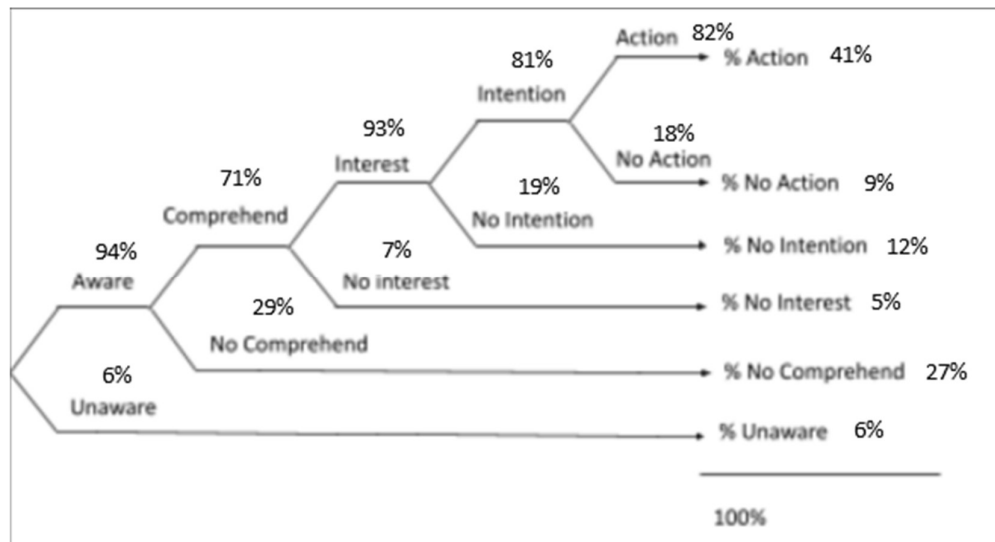 Action 82%
% Action 41%
81%
Intention
18%
No Action
% No Action 9%
93%
Interest
19%
No Intention
% No Intention 12%
71%
Comprehend
7%
No interest
% No Interest 5%
94%
Aware
29%
No Comprehend
% No Comprehend 27%
6%
Unaware
% Unaware 6%
100%